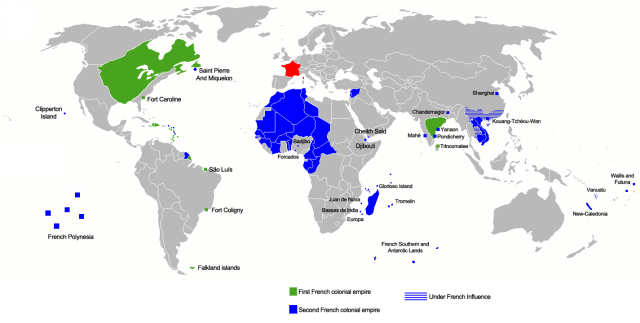 Saint Pierre
And Miquelon
Fort Caroline
Clipperton
Island
Shanghai
Chandernagor
Kouang-Tchéou-Wan
Yanaon
Mahé
Pondicherry
Trincomalee
Cheikh Saïd
Badjibo
Djibouti
Forcados
São Luís
Wallis and
Futuna
Glorioso Island
Vanuatu
Juan de Nova
Tromelin
Bassas da India
Fort Coligny
Europa
New-Caledonia
French Polynesia
French Southern and
Antarctic Lands
Falkland islands
First French colonial empire
Under French Influence
Second French colonial empire